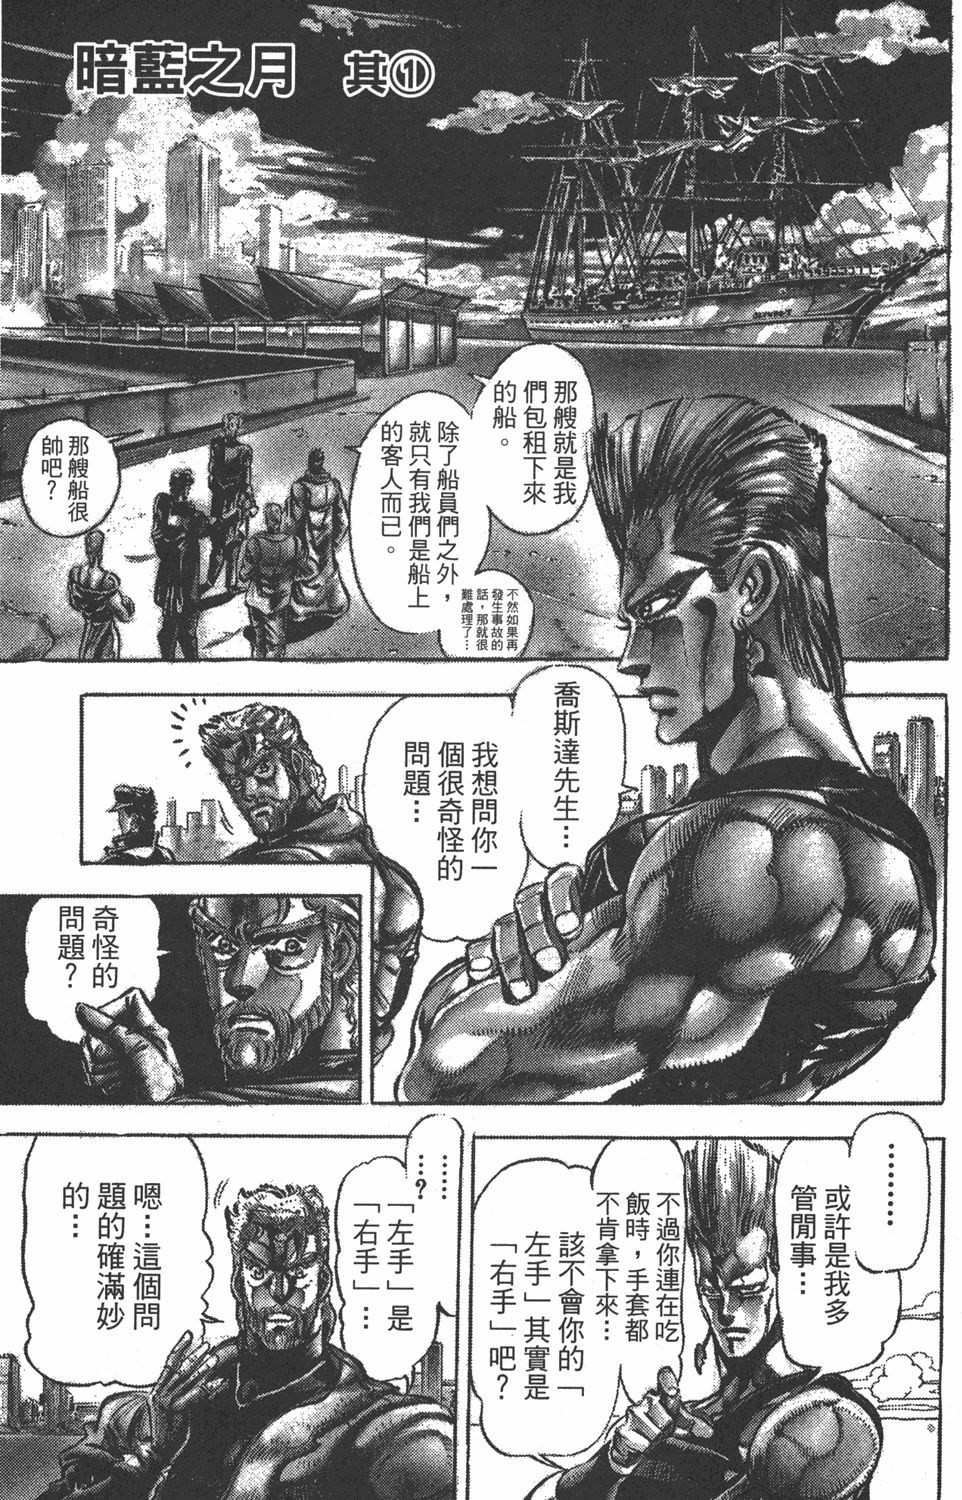 暗藍之月 其①
那艘就是我
們包租下來
的船。
除了船員們之外，
就只有我們是船上
的客人而已。
不然如果再
發生事故的
話，那就很
難處理了…
那艘船很
帥吧？
喬斯達先生…
我想問你一
個很奇怪的
問題…
奇怪的
問題？
………
或許是我多
管閒事…
不過你連在吃
飯時，手套都
不肯拿下來…
該不會你的「
左手」其實是
「右手」吧？
……
…？
「左手」是
「右手」…
嗯…這個問
題的確滿妙
的…